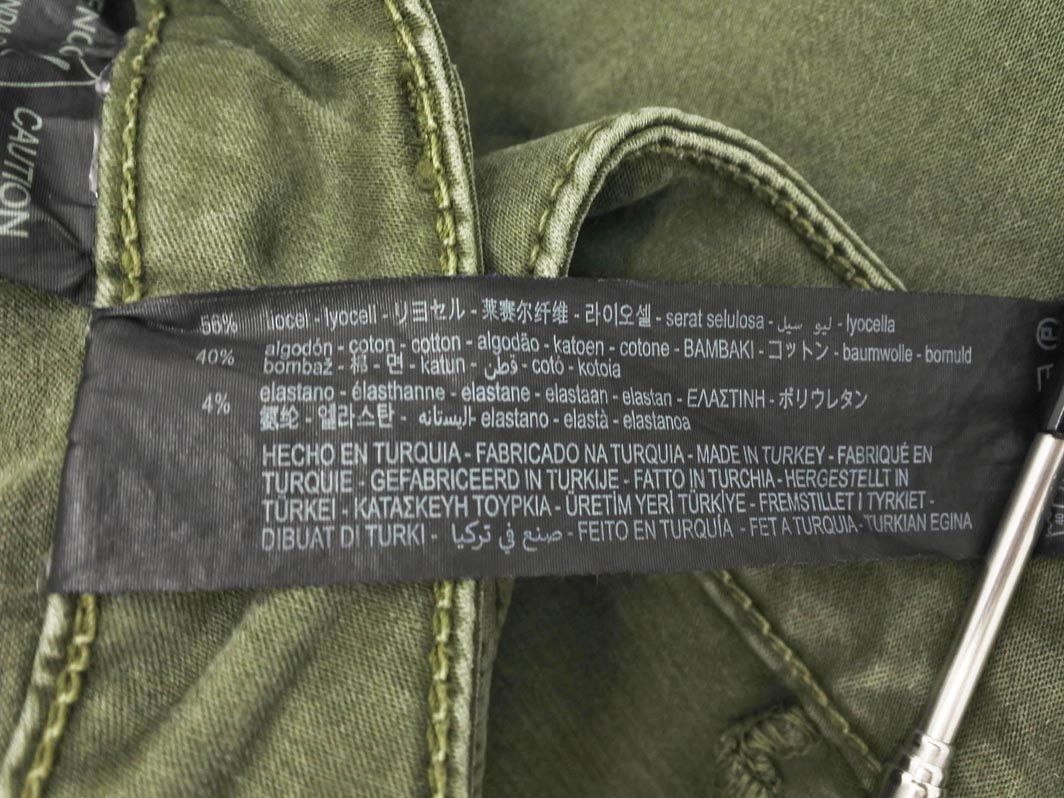 CAUTION
56% liocel - lyocell - リヨセル - 莱赛尔纤维 - 라이오셀 - serat selulosa - ليو سيل - lyocella
40% algodón - coton - cotton - algodão - katoen - cotone - BAMBAKI - コットン - baumwolle - bomuld
bombaž - 棉 - 면 - katun - قطن - cotó - kotoia
4% elastano - élasthanne - elastane - elastaan - elastan - ΕΛΑΣΤΙΝΗ - ポリウレタン
氨纶 - 엘라스탄 - اليستانه elastano - elastà - elastanoa
HECHO EN TURQUIA - FABRICADO NA TURQUIA - MADE IN TURKEY - FABRIQUÉ EN
TURQUIE - GEFABRICEERD IN TURKIJE - FATTO IN TURCHIA - HERGESTELLT IN
TÜRKEI - ΚΑΤΑΣΚΕΥΗ ΤΟΥΡΚΙΑ - ÜRETİM YERİ TÜRKİYE - FREMSTILLET I TYRKIET -
DIBUAT DI TURKI - صنع في تركيا - FEITO EN TURQUÍA - FET A TURQUIA - TURKIAN EGINA